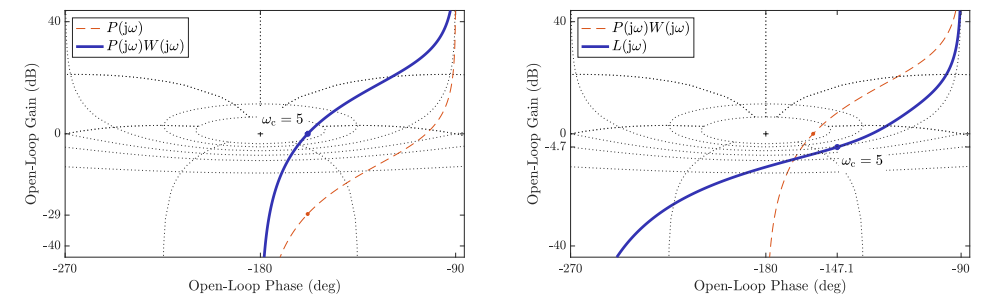 P(jω)
P(jω)W(jω)
ω_c = 5
40
0
-29
-40
-270
-180
-90
Open-Loop Gain (dB)
Open-Loop Phase (deg)
P(jω)W(jω)
L(jω)
ω_c = 5
40
0
-4.7
-40
-270
-180
-147.1
-90
Open-Loop Gain (dB)
Open-Loop Phase (deg)